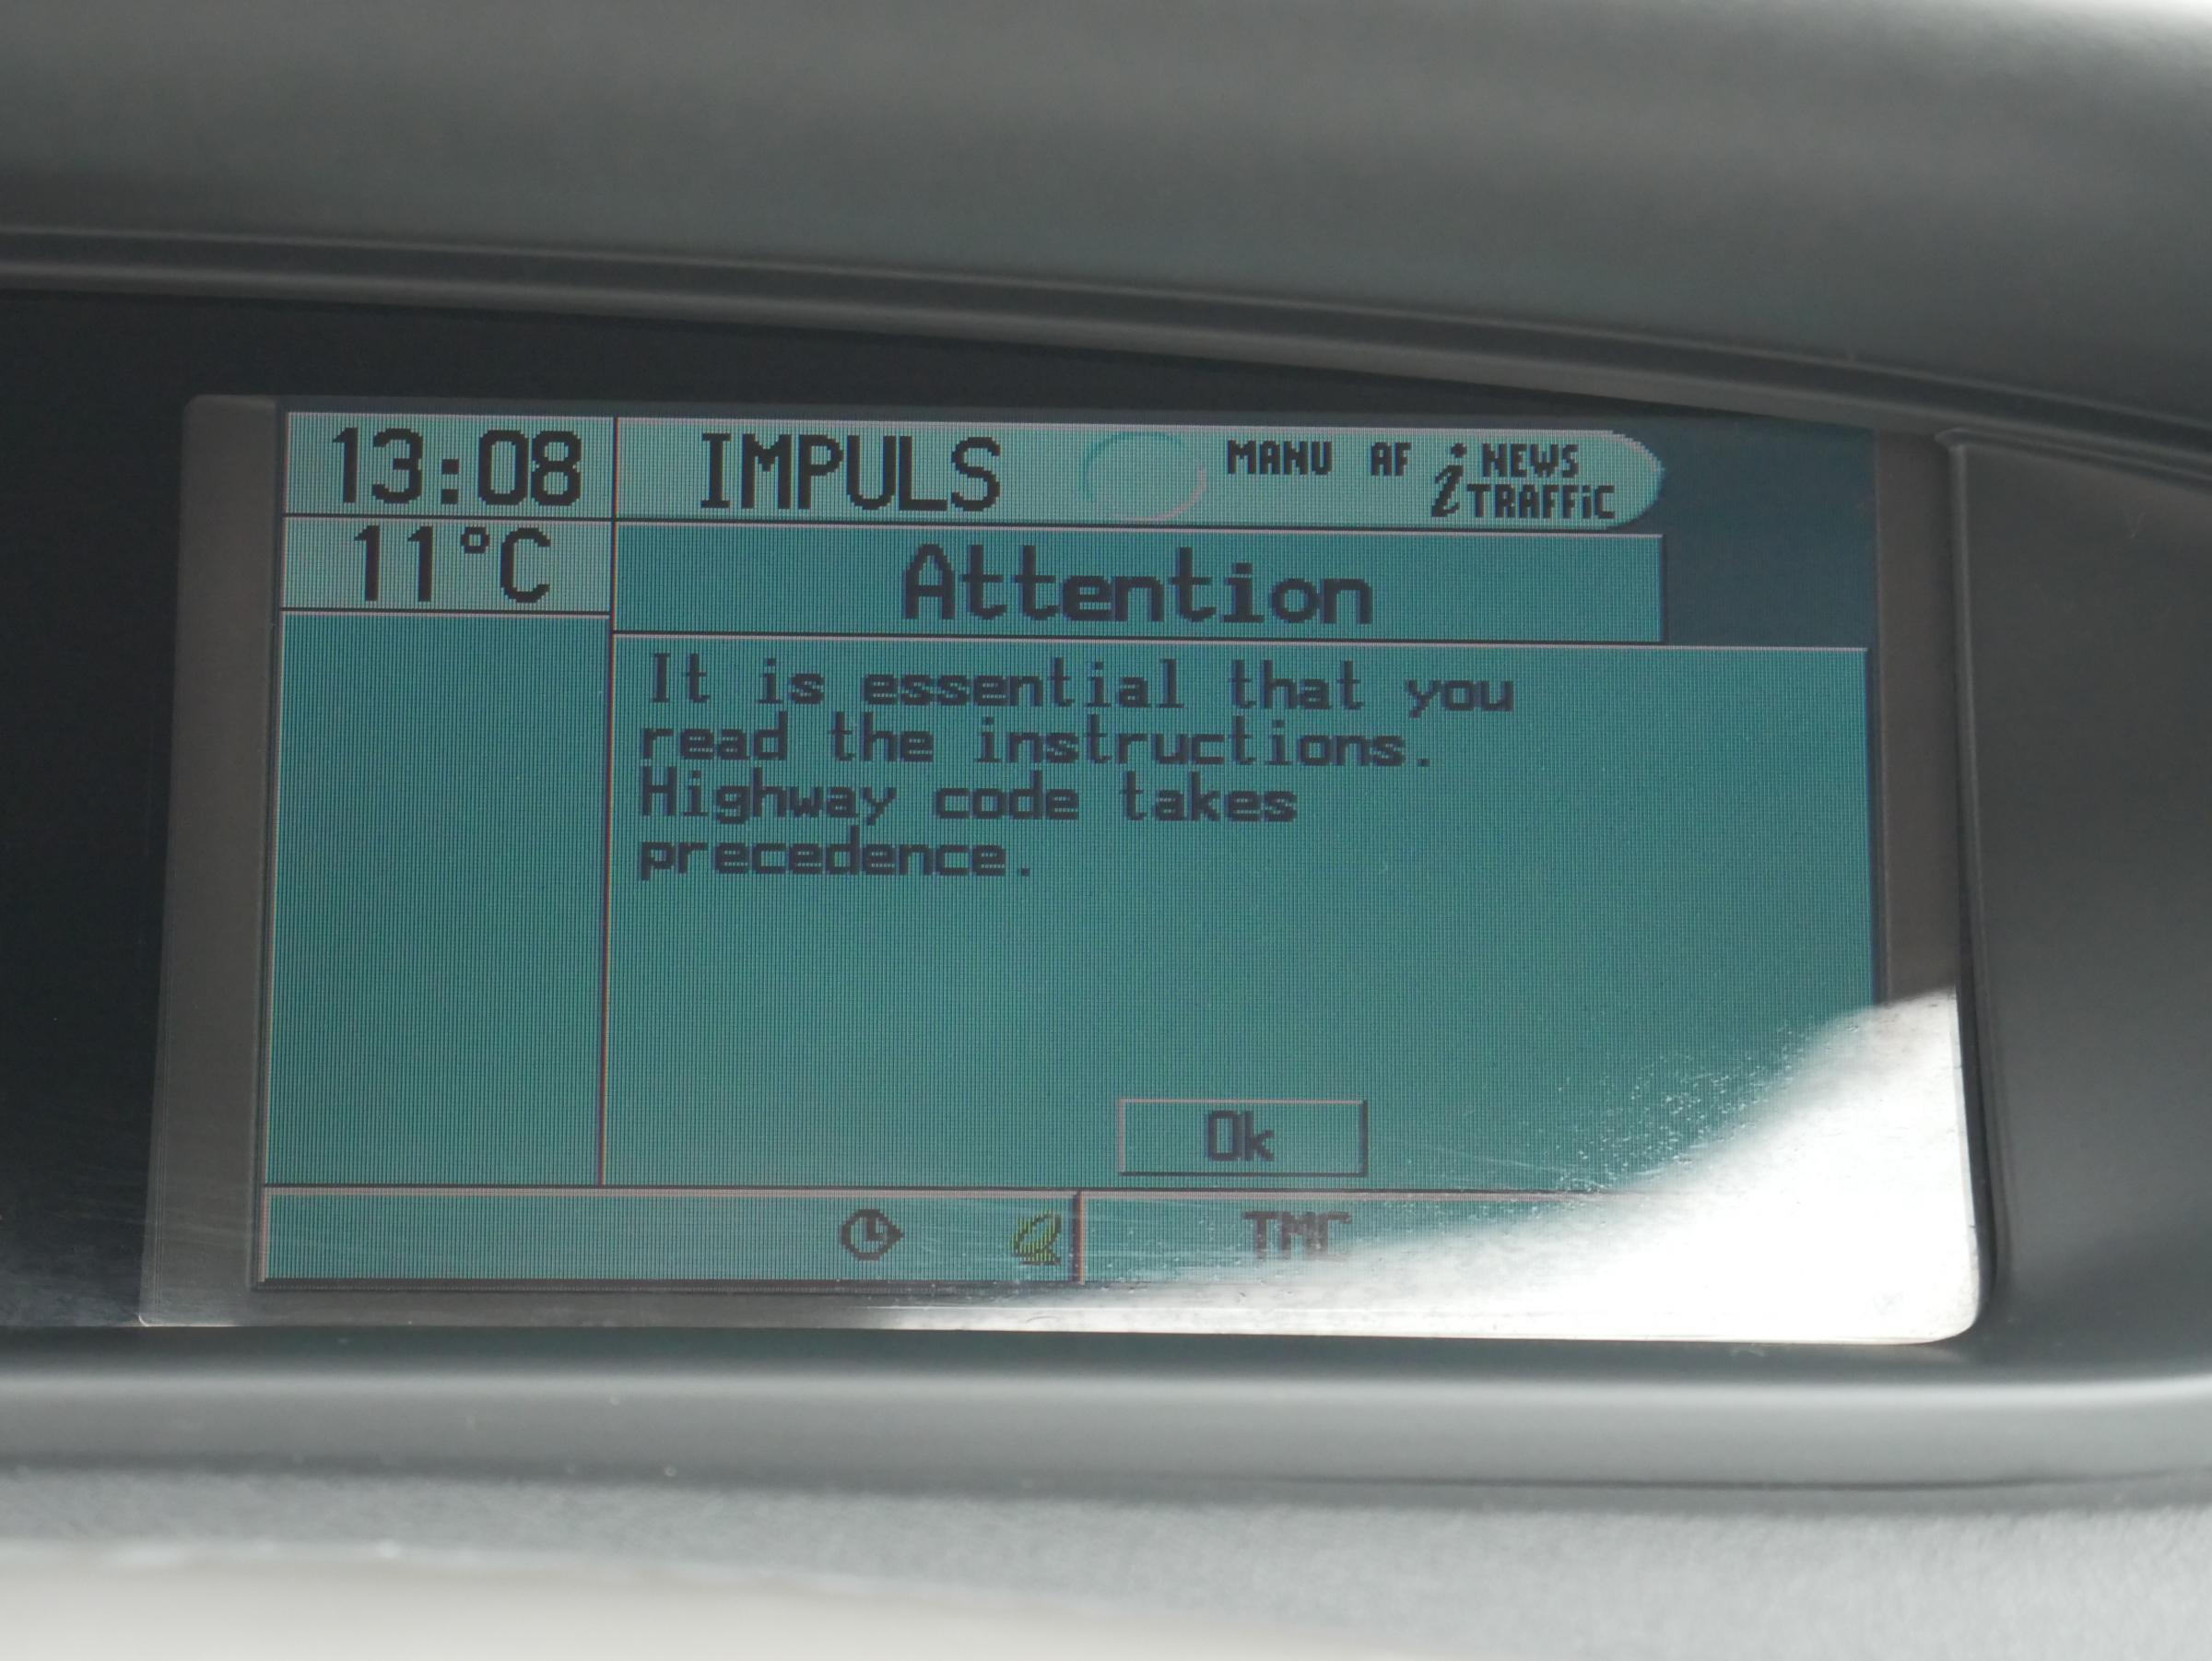 13:08 IMPULS MANU AF i NEWS
TRAFFiC
11°C
Attention
It is essential that you
read the instructions.
Highway code takes
precedence.
Ok
TMC